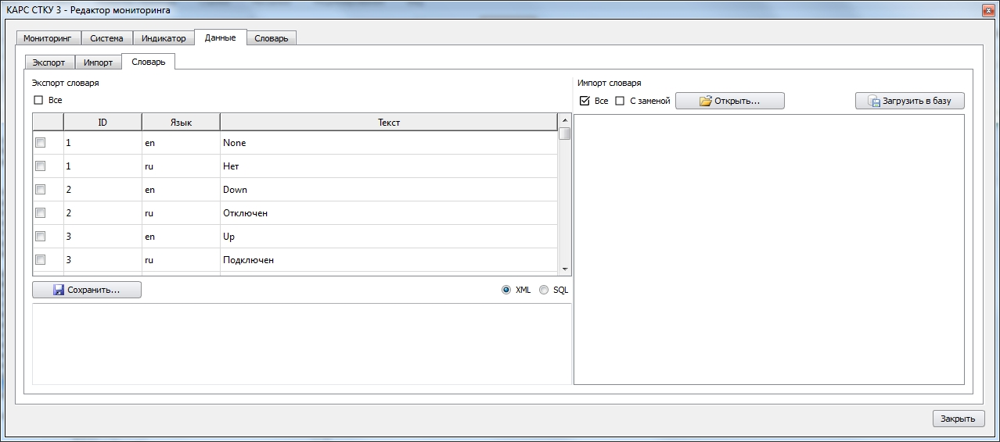 КАРС СТКУ 3 - Редактор мониторинга
Мониторинг Система Индикатор Данные Словарь
Экспорт Импорт Словарь
Экспорт словаря
Все
ID Язык Текст
1 en None
1 ru Нет
2 en Down
2 ru Отключен
3 en Up
3 ru Подключен
Сохранить... XML SQL
Импорт словаря
Все С заменой Открыть... Загрузить в базу
Закрыть